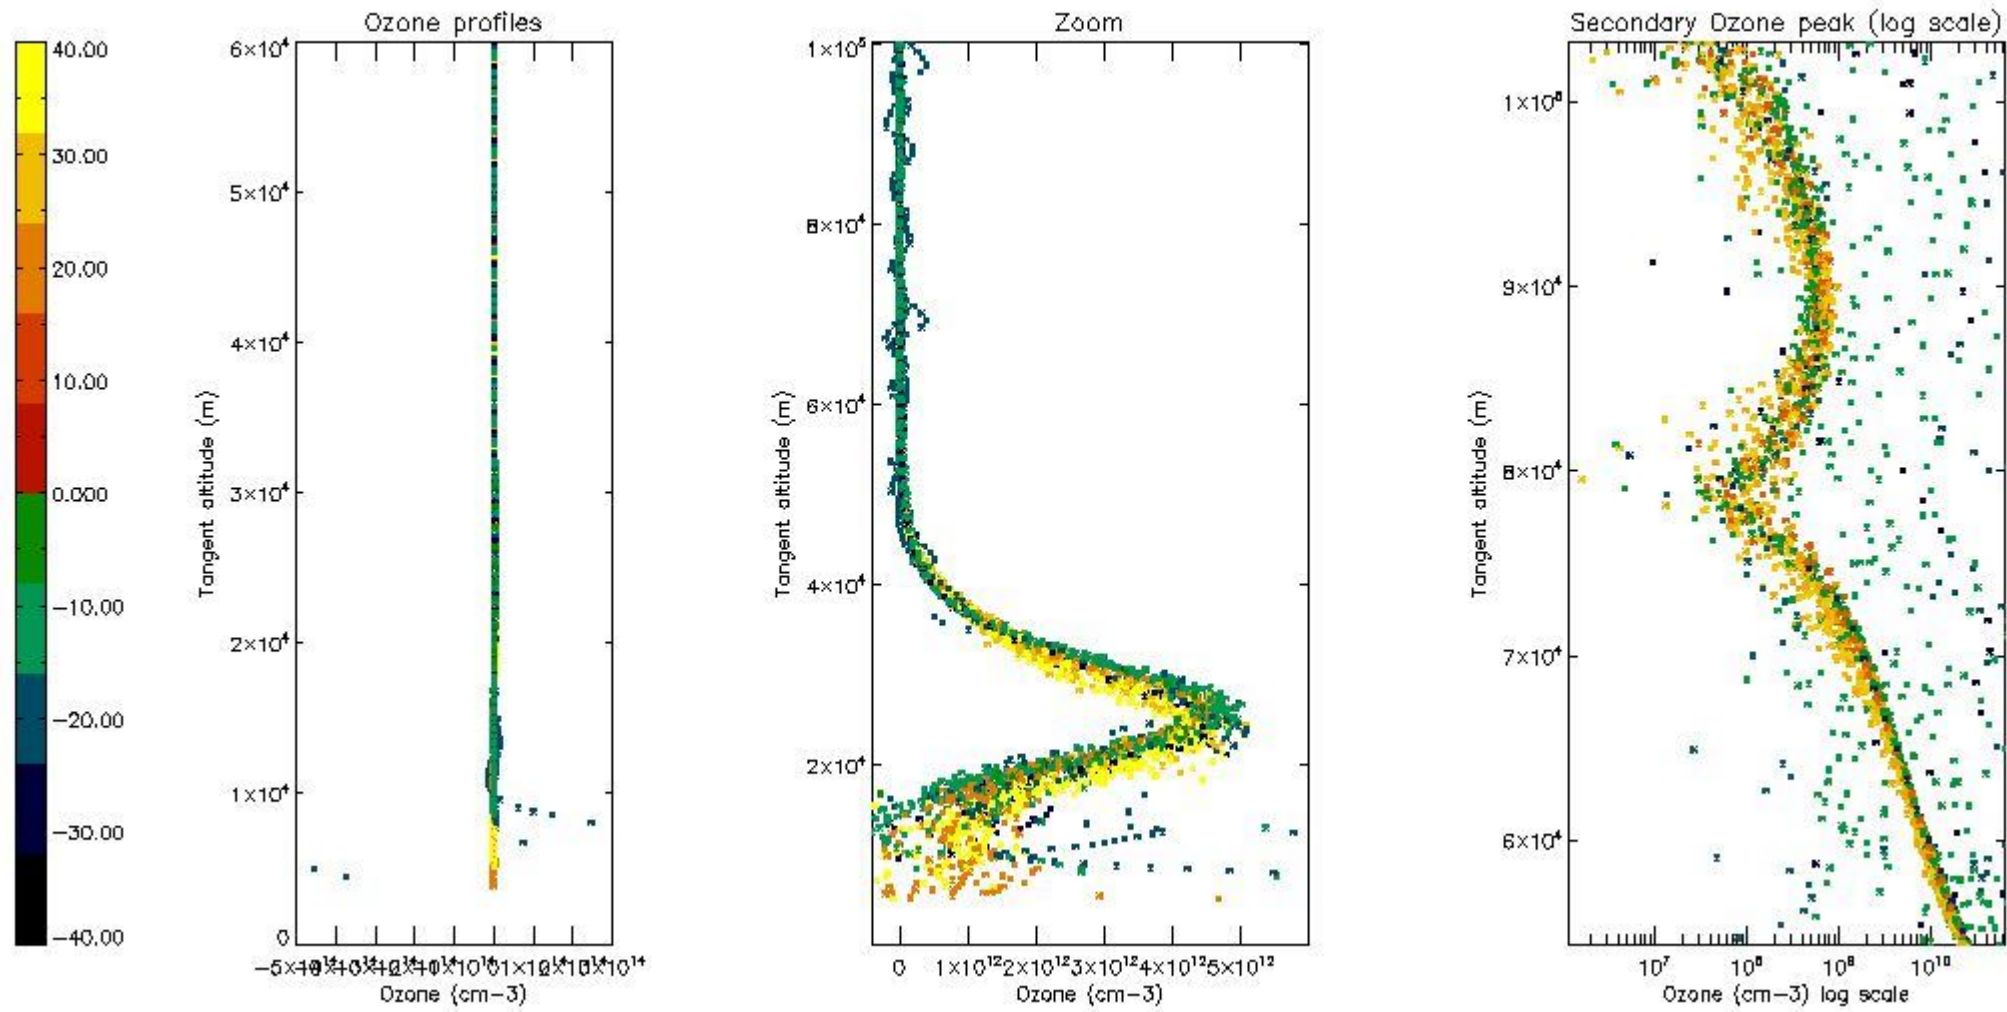 Ozone profiles
Zoom
Secondary Ozone peak (log scale)
40.00
30.00
20.00
10.00
-10.00
-20.00
-30.00
-40.00
6×10⁴
5×10⁴
4×10⁴
3×10⁴
2×10⁴
1×10⁴
0
Tangent altitude (m)
Ozone (cm-3)
1×10⁵
8×10⁴
6×10⁴
4×10⁴
2×10⁴
Tangent altitude (m)
0 1×10¹² 2×10¹² 3×10¹² 4×10¹² 5×10¹²
Ozone (cm-3)
1×10⁵
9×10⁴
8×10⁴
7×10⁴
6×10⁴
Tangent altitude (m)
10⁷ 10⁸ 10⁹ 10¹⁰
Ozone (cm-3) log scale